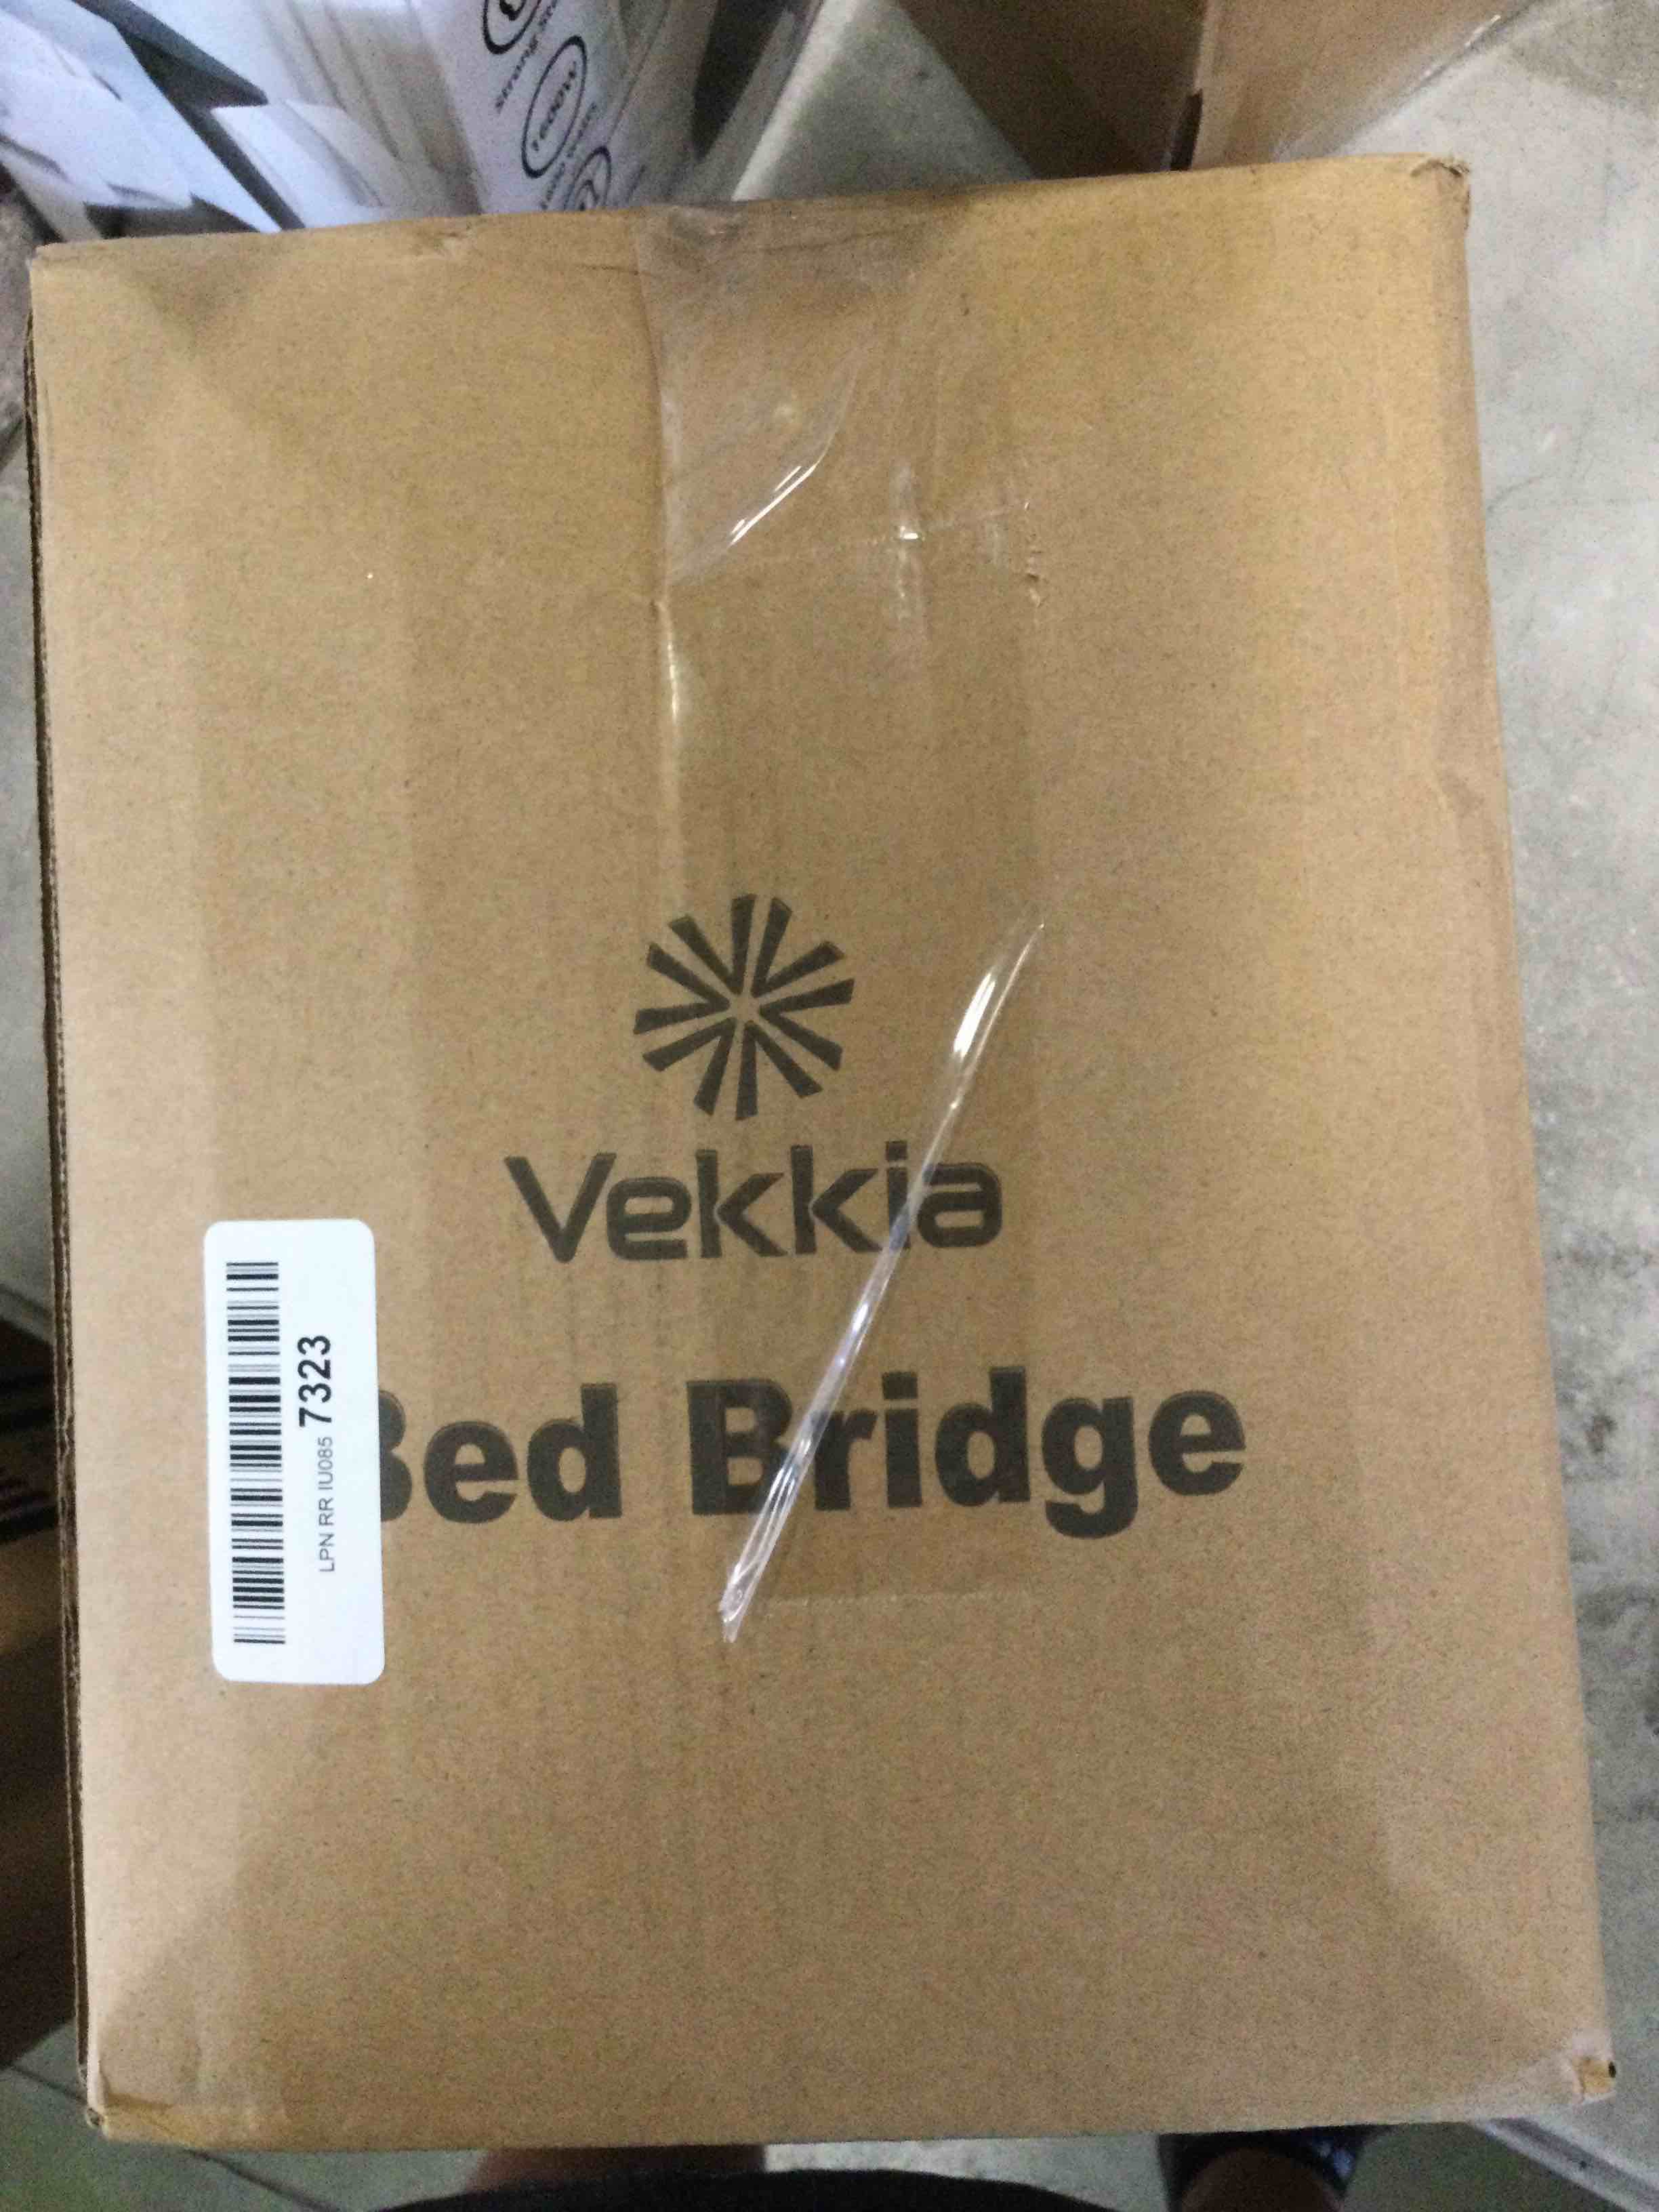 Vekkia
Bed Bridge
LPN RR IU085 7323